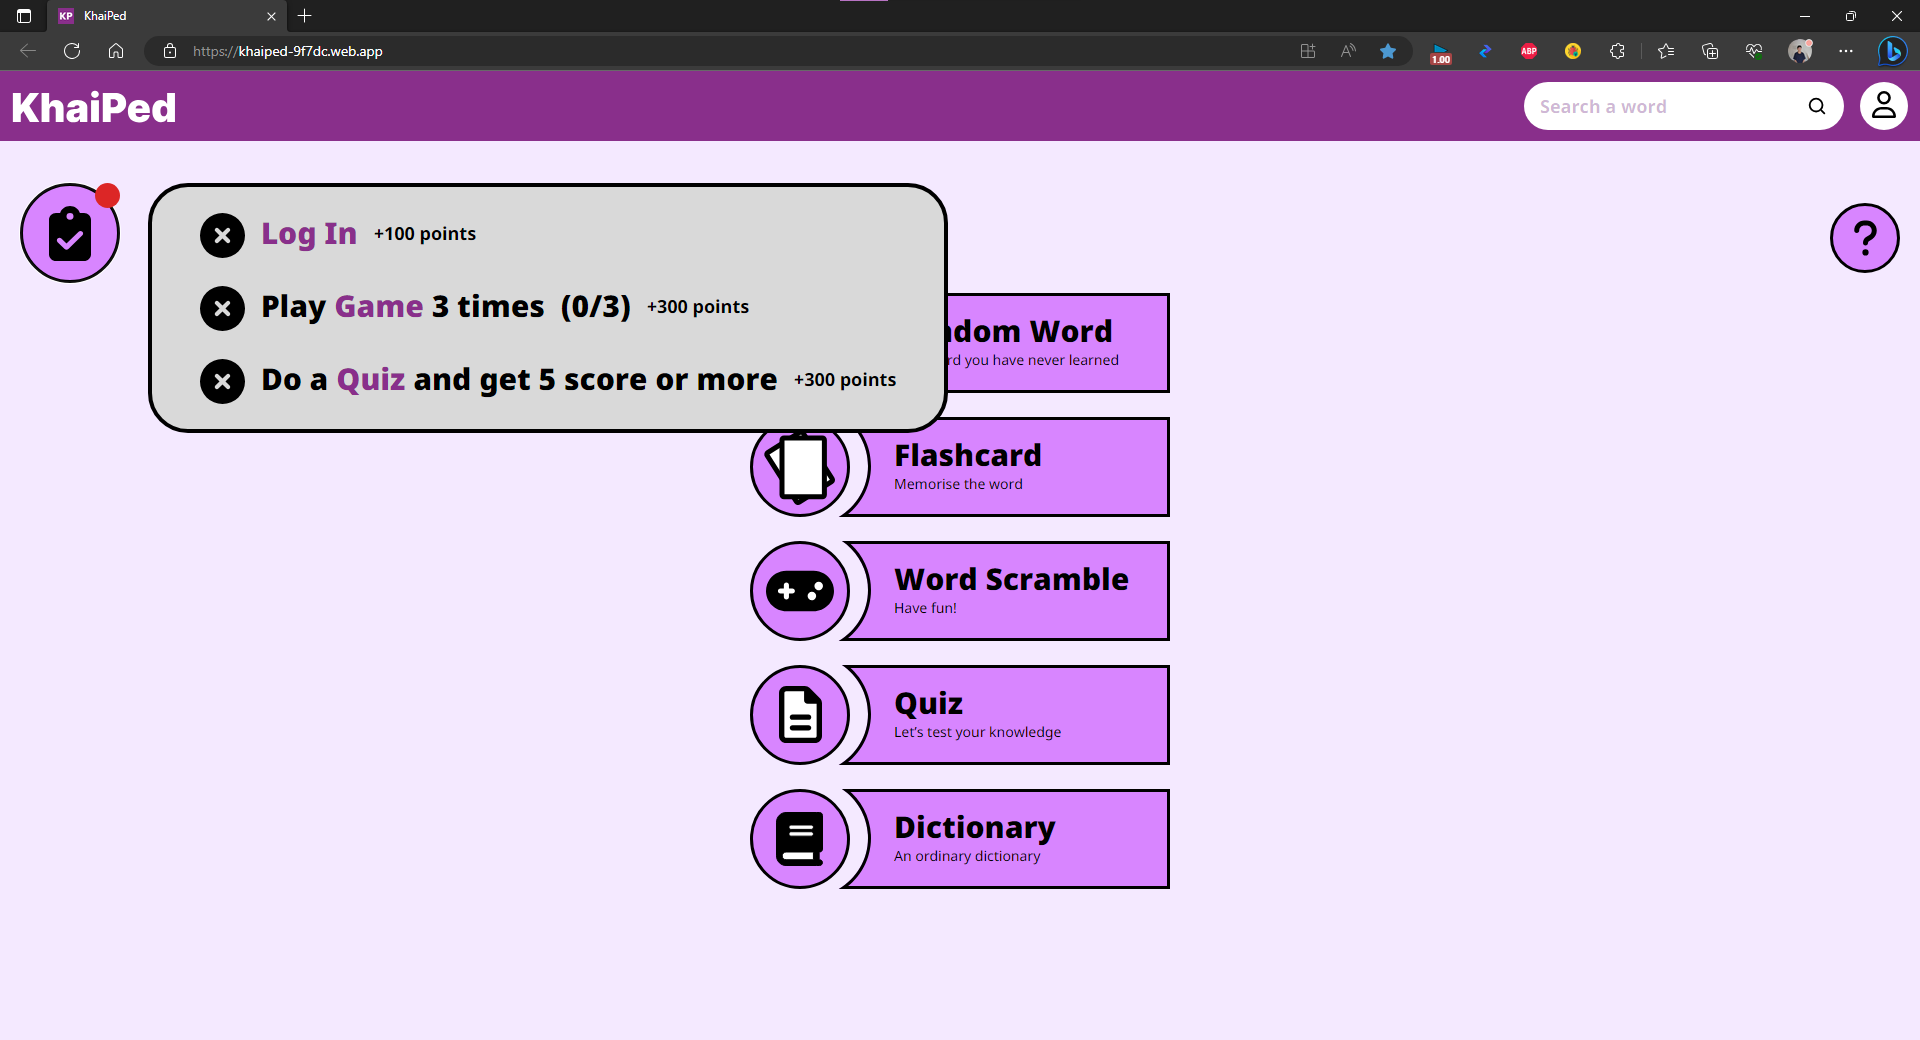 KP KhaiPed
https://khaiped-9f7dc.web.app
ABP
1.00
KhaiPed
Search a word
Log In +100 points
Play Game 3 times (0/3) +300 points
Do a Quiz and get 5 score or more +300 points
?
dom Word
rd you have never learned
Flashcard
Memorise the word
Word Scramble
Have fun!
Quiz
Let's test your knowledge
Dictionary
An ordinary dictionary